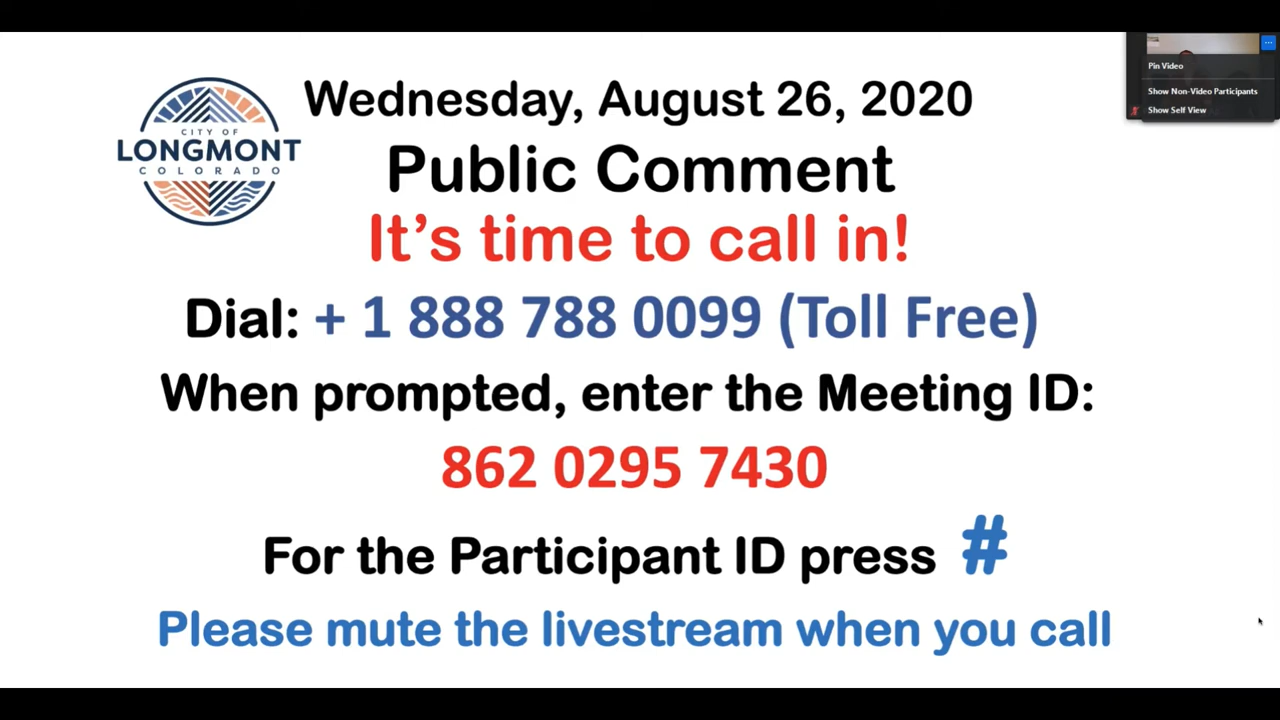 Wednesday, August 26, 2020
CITY OF
LONGMONT
COLORADO
Public Comment
It's time to call in!
Dial: + 1 888 788 0099 (Toll Free)
When prompted, enter the Meeting ID:
862 0295 7430
For the Participant ID press #
Please mute the livestream when you call
Pin Video
Show Non-Video Participants
Show Self View